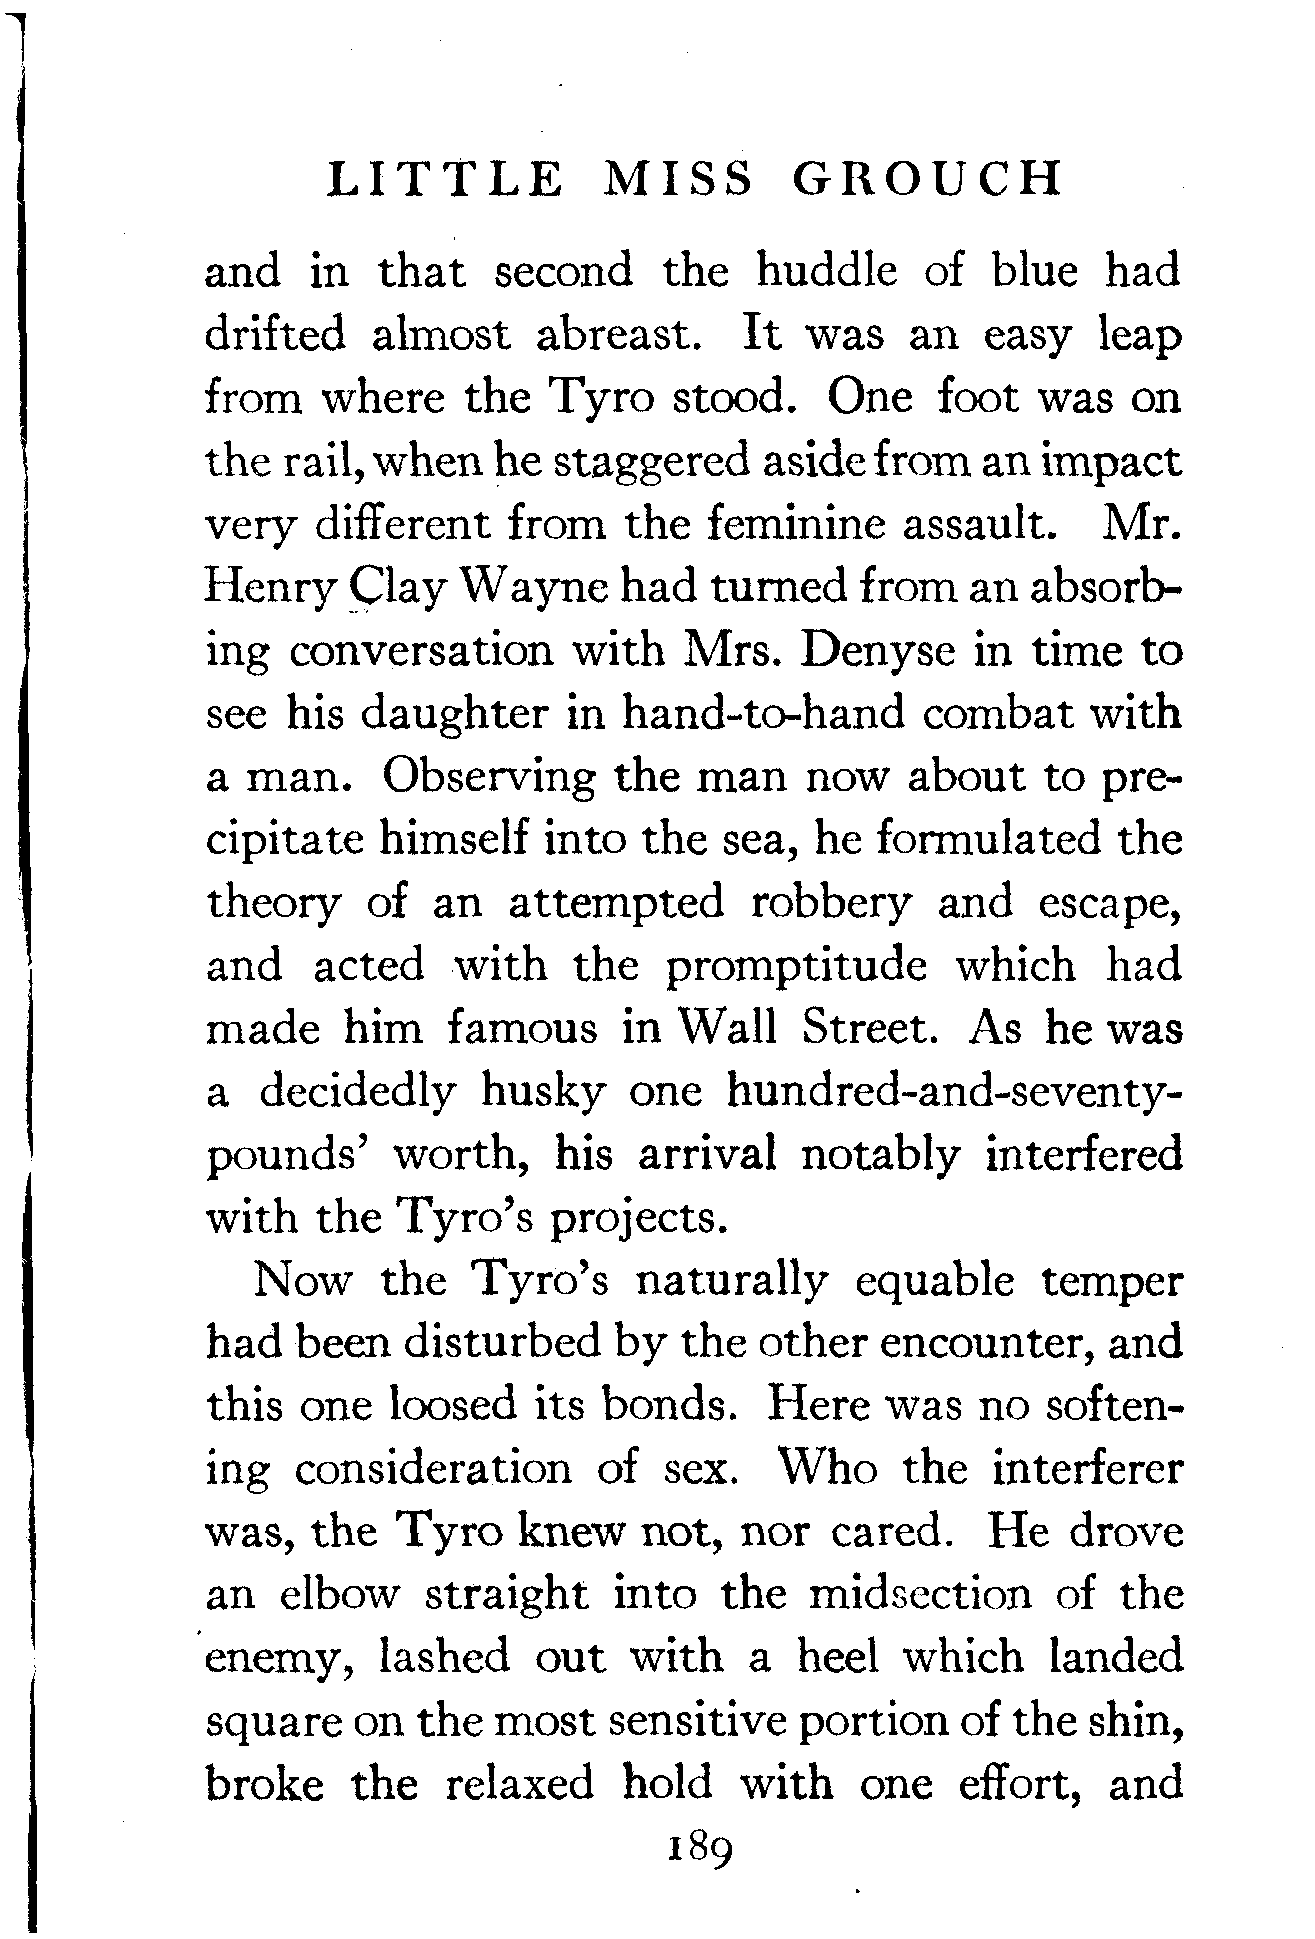 LITTLE MISS GROUCH
and in that second the huddle of blue had
drifted almost abreast. It was an easy leap
from where the Tyro stood. One foot was on
the rail, when he staggered aside from an impact
very different from the feminine assault. Mr.
Henry Clay Wayne had turned from an absorb-
ing conversation with Mrs. Denyse in time to
see his daughter in hand-to-hand combat with
a man. Observing the man now about to pre-
cipitate himself into the sea, he formulated the
theory of an attempted robbery and escape,
and acted with the promptitude which had
made him famous in Wall Street. As he was
a decidedly husky one hundred-and-seventy-
pounds’ worth, his arrival notably interfered
with the Tyro’s projects.
Now the Tyro’s naturally equable temper
had been disturbed by the other encounter, and
this one loosed its bonds. Here was no soften-
ing consideration of sex. Who the interferer
was, the Tyro knew not, nor cared. He drove
an elbow straight into the midsection of the
enemy, lashed out with a heel which landed
square on the most sensitive portion of the shin,
broke the relaxed hold with one effort, and
189